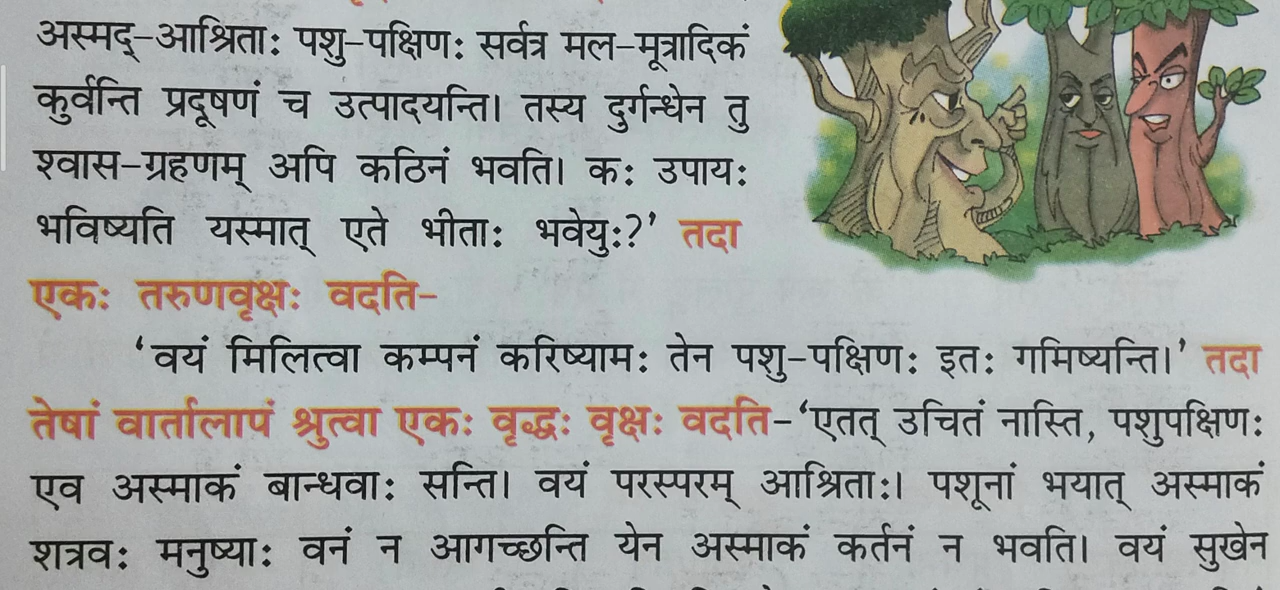 अस्मद्-आश्रिताः पशु-पक्षिणः सर्वत्र मल-मूत्रादिकं
कुर्वन्ति प्रदूषणं च उत्पादयन्ति। तस्य दुर्गन्धेन तु
श्वास-ग्रहणम् अपि कठिनं भवति। कः उपायः
भविष्यति यस्मात् एते भीताः भवेयुः?’ तदा
एकः तरुणवृक्षः वदति-
‘वयं मिलित्वा कम्पनं करिष्यामः तेन पशु-पक्षिणः इतः गमिष्यन्ति।’ तदा
तेषां वार्तालापं श्रुत्वा एकः वृद्धः वृक्षः वदति-‘एतत् उचितं नास्ति, पशुपक्षिणः
एव अस्माकं बान्धवाः सन्ति। वयं परस्परम् आश्रिताः। पशूनां भयात् अस्माकं
शत्रवः मनुष्याः वनं न आगच्छन्ति येन अस्माकं कर्तनं न भवति। वयं सुखेन